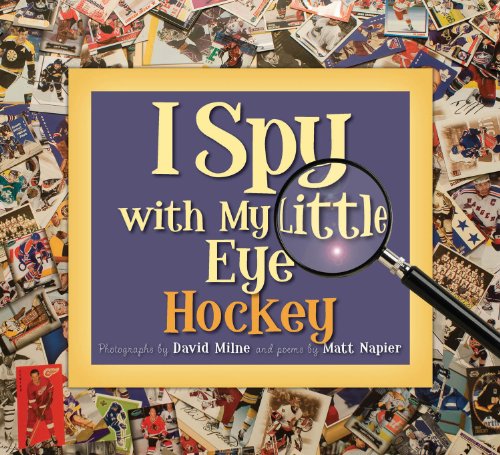 I Spy
with My Little
Eye
Hockey
Photographs by David Milne and poems by Matt Napier